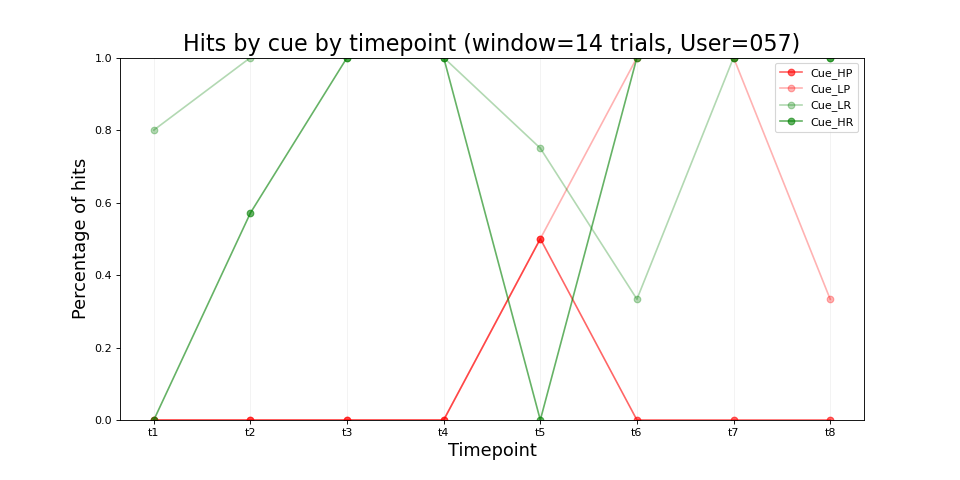 Hits by cue by timepoint (window=14 trials, User=057)
Percentage of hits
1.0
0.8
0.6
0.4
0.2
0.0
Cue_HP
Cue_LP
Cue_LR
Cue_HR
t1 t2 t3 t4 t5 t6 t7 t8
Timepoint